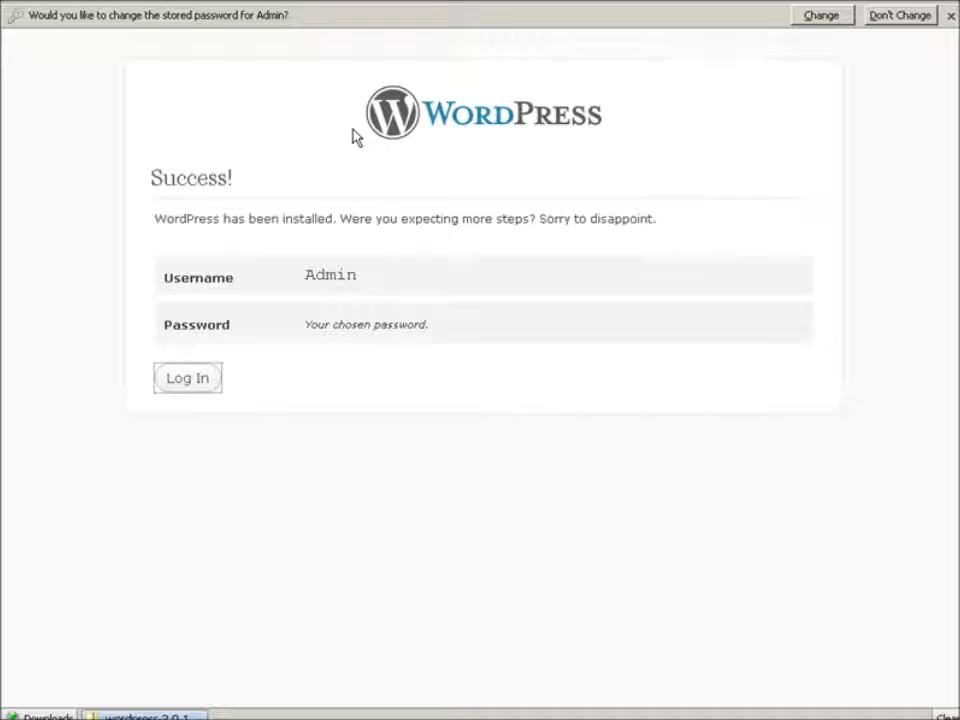 Would you like to change the stored password for Admin?
Change
Don't Change
WORDPRESS
Success!
WordPress has been installed. Were you expecting more steps? Sorry to disappoint.
Username
Admin
Password
Your chosen password.
Log In
Downloads